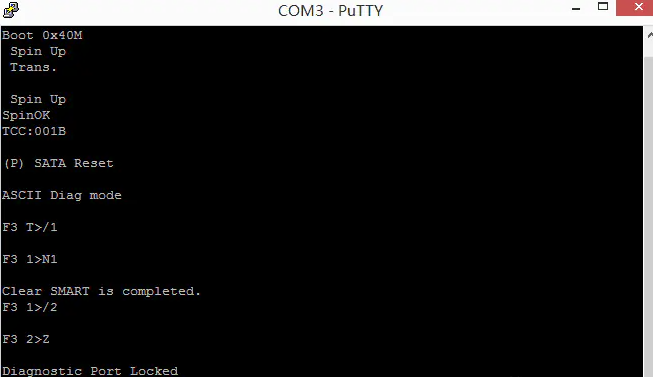 COM3 - PuTTY
Boot 0x40M
Spin Up
Trans.
Spin Up
SpinOK
TCC:001B
(P) SATA Reset
ASCII Diag mode
F3 T>/1
F3 1>N1
Clear SMART is completed.
F3 1>/2
F3 2>Z
Diagnostic Port Locked